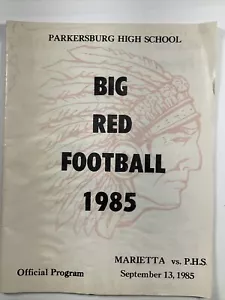 PARKERSBURG HIGH SCHOOL
BIG
RED
FOOTBALL
1985
MARIETTA vs. P.H.S.
Official Program September 13, 1985